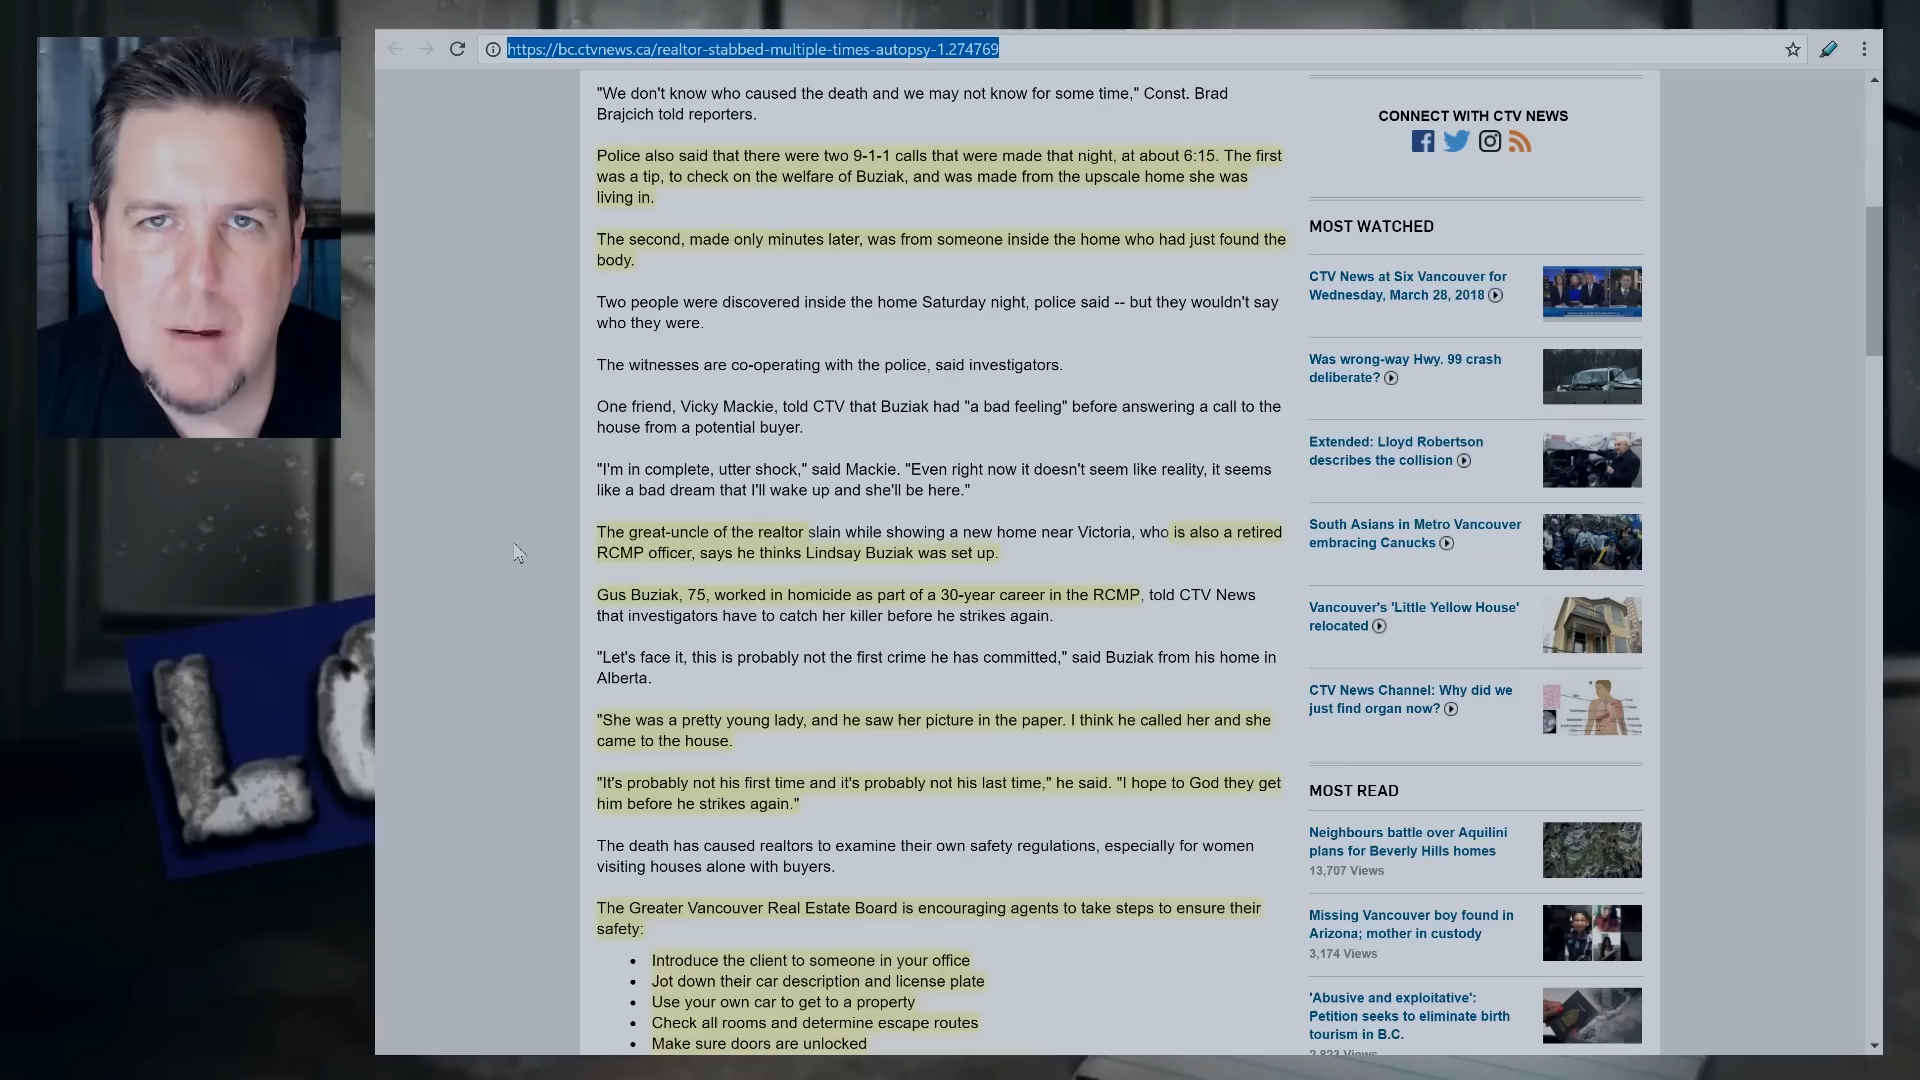 https://bc.ctvnews.ca/realtor-stabbed-multiple-times-autopsy-1.274769
"We don't know who caused the death and we may not know for some time," Const. Brad
Brajcich told reporters.
Police also said that there were two 9-1-1 calls that were made that night, at about 6:15. The first
was a tip, to check on the welfare of Buziak, and was made from the upscale home she was
living in.
The second, made only minutes later, was from someone inside the home who had just found the
body.
Two people were discovered inside the home Saturday night, police said -- but they wouldn't say
who they were.
The witnesses are co-operating with the police, said investigators.
One friend, Vicky Mackie, told CTV that Buziak had "a bad feeling" before answering a call to the
house from a potential buyer.
"I'm in complete, utter shock," said Mackie. "Even right now it doesn't seem like reality, it seems
like a bad dream that I'll wake up and she'll be here."
The great-uncle of the realtor slain while showing a new home near Victoria, who is also a retired
RCMP officer, says he thinks Lindsay Buziak was set up.
Gus Buziak, 75, worked in homicide as part of a 30-year career in the RCMP, told CTV News
that investigators have to catch her killer before he strikes again.
"Let's face it, this is probably not the first crime he has committed," said Buziak from his home in
Alberta.
"She was a pretty young lady, and he saw her picture in the paper. I think he called her and she
came to the house.
"It's probably not his first time and it's probably not his last time," he said. "I hope to God they get
him before he strikes again."
The death has caused realtors to examine their own safety regulations, especially for women
visiting houses alone with buyers.
The Greater Vancouver Real Estate Board is encouraging agents to take steps to ensure their
safety:
• Introduce the client to someone in your office
• Jot down their car description and license plate
• Use your own car to get to a property
• Check all rooms and determine escape routes
• Make sure doors are unlocked
CONNECT WITH CTV NEWS
MOST WATCHED
CTV News at Six Vancouver for
Wednesday, March 28, 2018
Was wrong-way Hwy. 99 crash
deliberate?
Extended: Lloyd Robertson
describes the collision
South Asians in Metro Vancouver
embracing Canucks
Vancouver's 'Little Yellow House'
relocated
CTV News Channel: Why did we
just find organ now?
MOST READ
Neighbours battle over Aquilini
plans for Beverly Hills homes
13,707 Views
Missing Vancouver boy found in
Arizona; mother in custody
3,174 Views
'Abusive and exploitative':
Petition seeks to eliminate birth
tourism in B.C.
2,823 Views